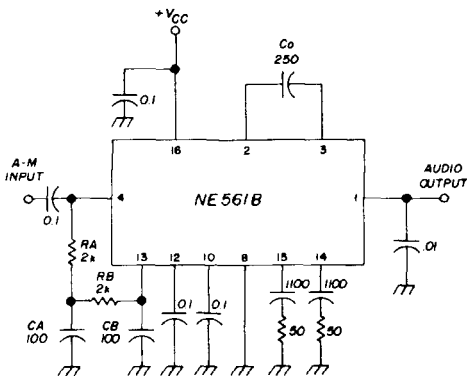 +VCC
Co
250
0.1
16
2
3
A-M
INPUT
AUDIO
OUTPUT
4
NE561B
1
0.1
.01
RA
2k
13
12
10
8
15
14
RB
2k
0.1
0.1
1100
1100
CA
100
CB
100
50
50